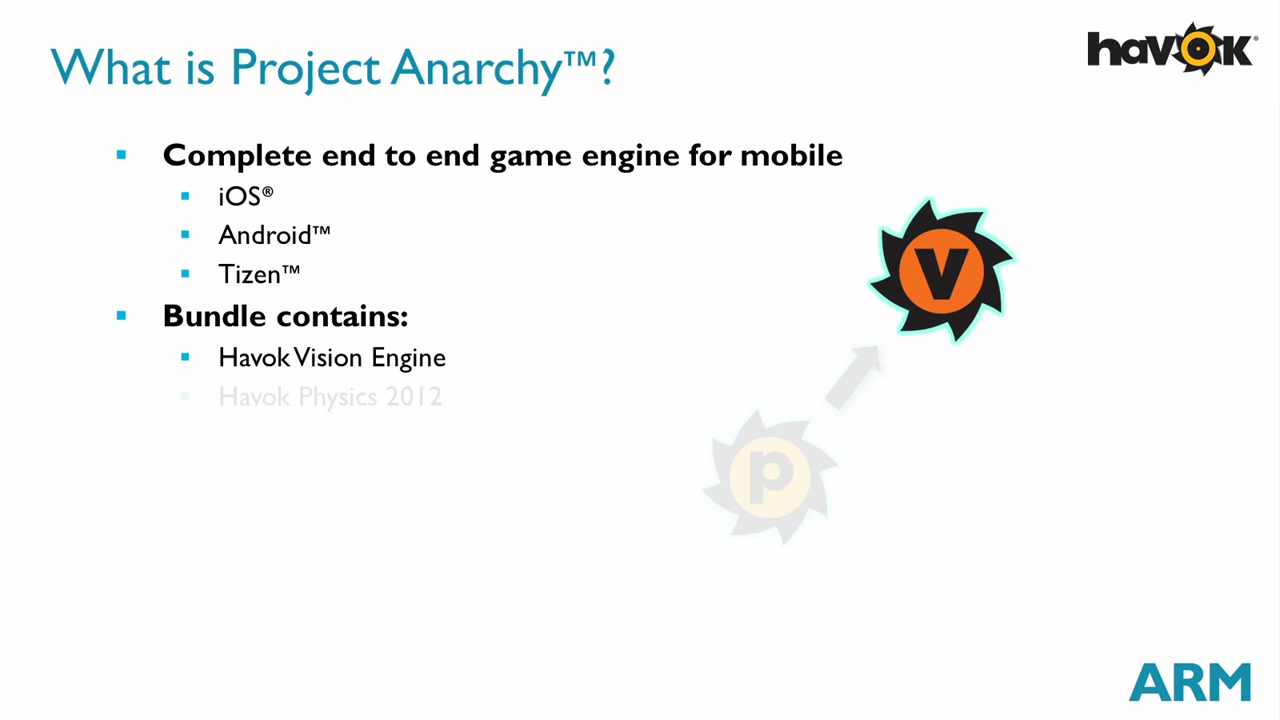 What is Project Anarchy™?
havok®
Complete end to end game engine for mobile
iOS®
Android™
Tizen™
Bundle contains:
Havok Vision Engine
Havok Physics 2012
V
p
ARM